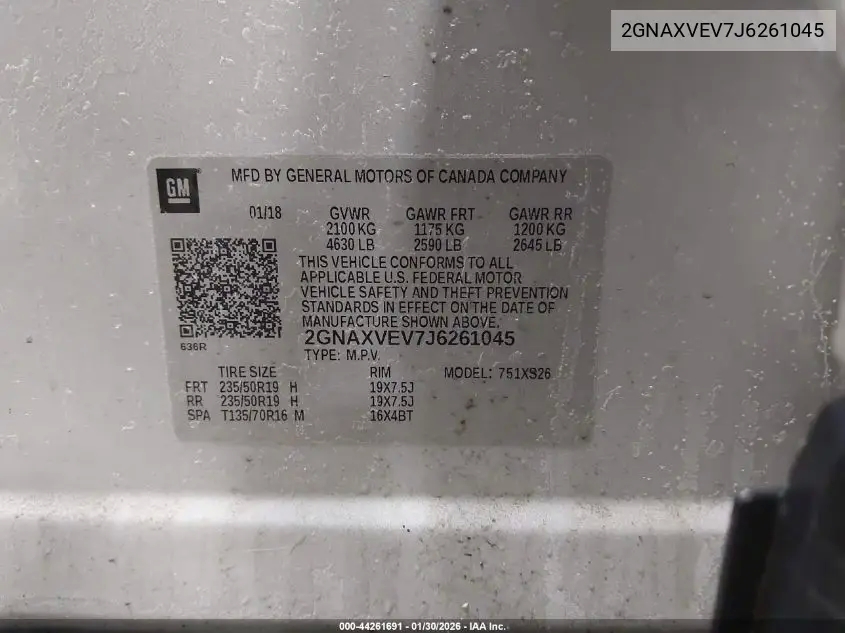 2GNAXVEV7J6261045
GM
MFD BY GENERAL MOTORS OF CANADA COMPANY
01/18 GVWR GAWR FRT GAWR RR
2100 KG 1175 KG 1200 KG
4630 LB 2590 LB 2645 LB
THIS VEHICLE CONFORMS TO ALL
APPLICABLE U.S. FEDERAL MOTOR
VEHICLE SAFETY AND THEFT PREVENTION
STANDARDS IN EFFECT ON THE DATE OF
MANUFACTURE SHOWN ABOVE.
636R
2GNAXVEV7J6261045
TYPE: M.P.V.
TIRE SIZE RIM MODEL: 751XS26
FRT 235/50R19 H 19X7.5J
RR 235/50R19 H 19X7.5J
SPA T135/70R16 M 16X4BT
000-44261691 - 01/30/2026 - IAA Inc.